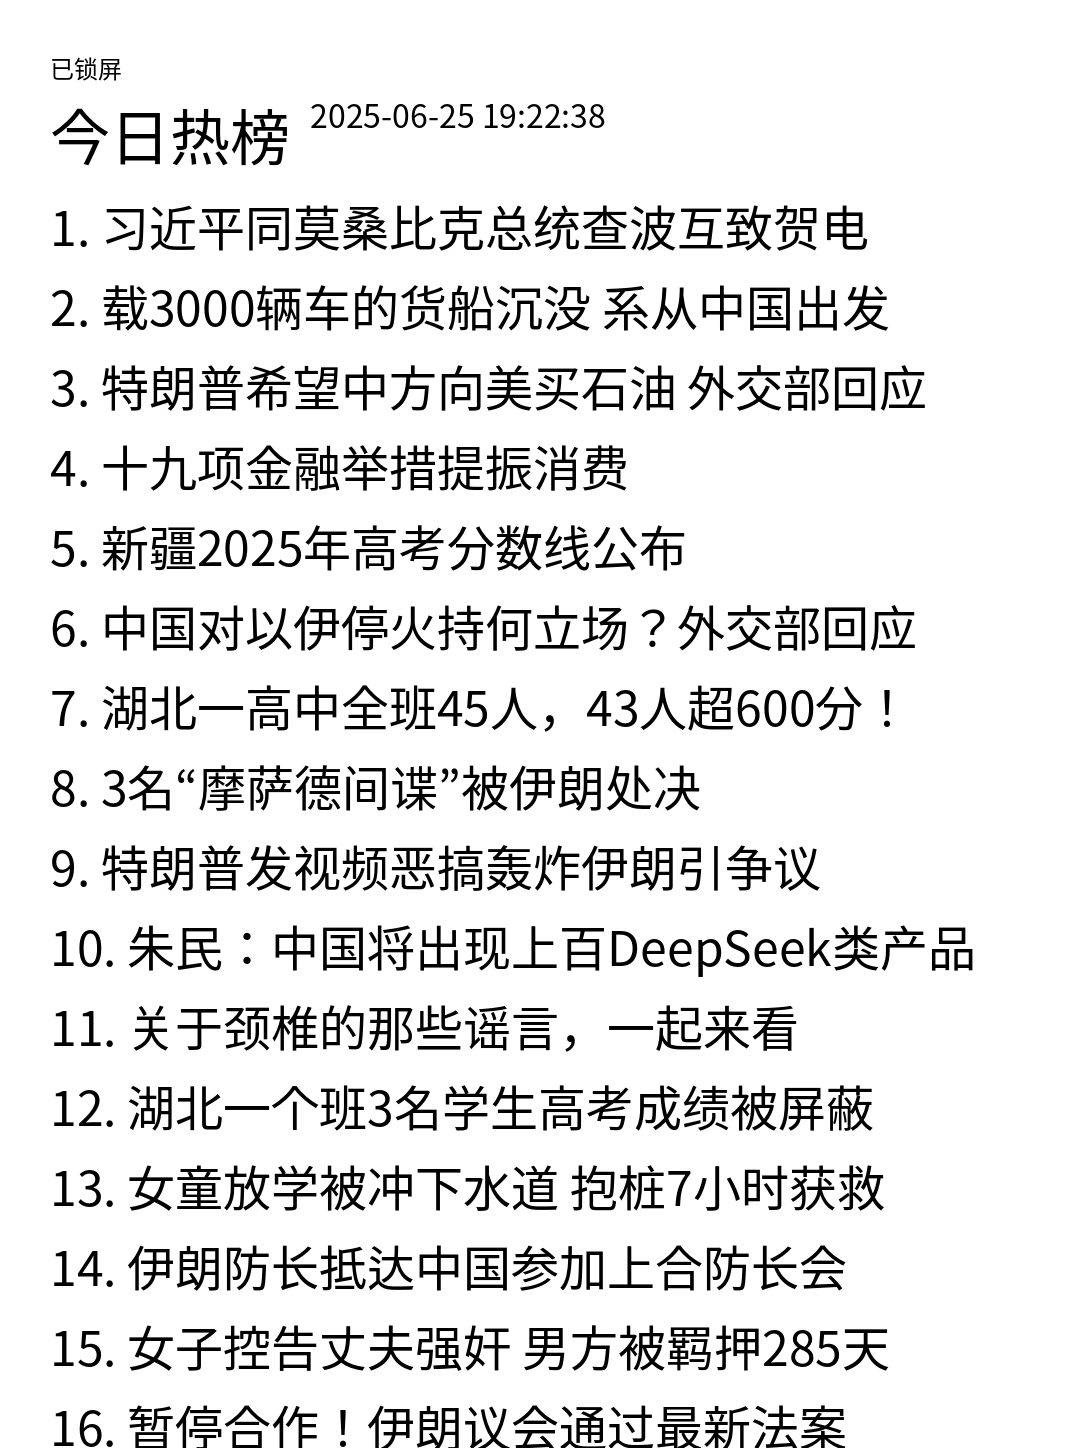 已锁屏
今日热榜 2025-06-25 19:22:38
1. 习近平同莫桑比克总统查波互致贺电
2. 载3000辆车的货船沉没 系从中国出发
3. 特朗普希望中方向美买石油 外交部回应
4. 十九项金融举措提振消费
5. 新疆2025年高考分数线公布
6. 中国对以伊停火持何立场？外交部回应
7. 湖北一高中全班45人，43人超600分！
8. 3名“摩萨德间谍”被伊朗处决
9. 特朗普发视频恶搞轰炸伊朗引争议
10. 朱民：中国将出现上百DeepSeek类产品
11. 关于颈椎的那些谣言，一起来看
12. 湖北一个班3名学生高考成绩被屏蔽
13. 女童放学被冲下水道 抱桩7小时获救
14. 伊朗防长抵达中国参加上合防长会
15. 女子控告丈夫强奸 男方被羁押285天
16. 暂停合作！伊朗议会通过最新法案